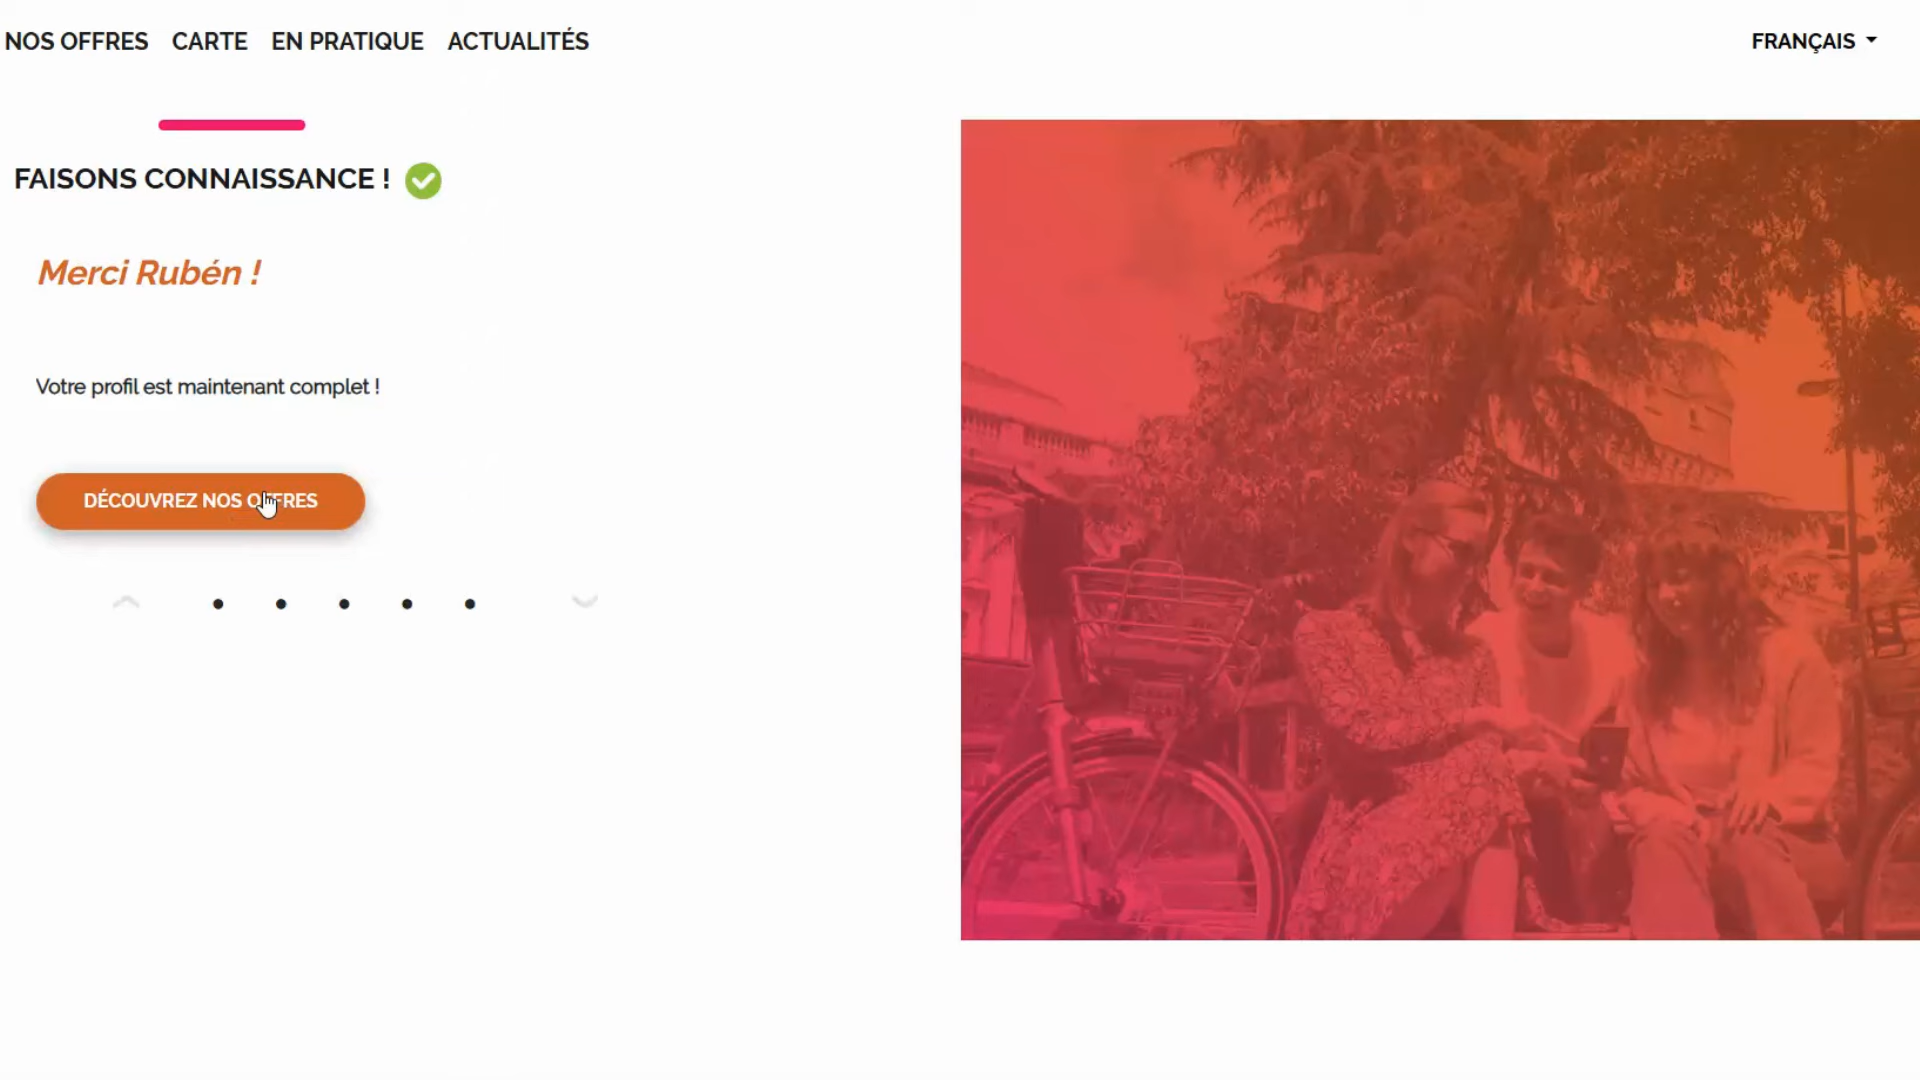 NOS OFFRES CARTE EN PRATIQUE ACTUALITÉS FRANÇAIS
FAISONS CONNAISSANCE !
Merci Rubén !
Votre profil est maintenant complet !
DÉCOUVREZ NOS OFFRES